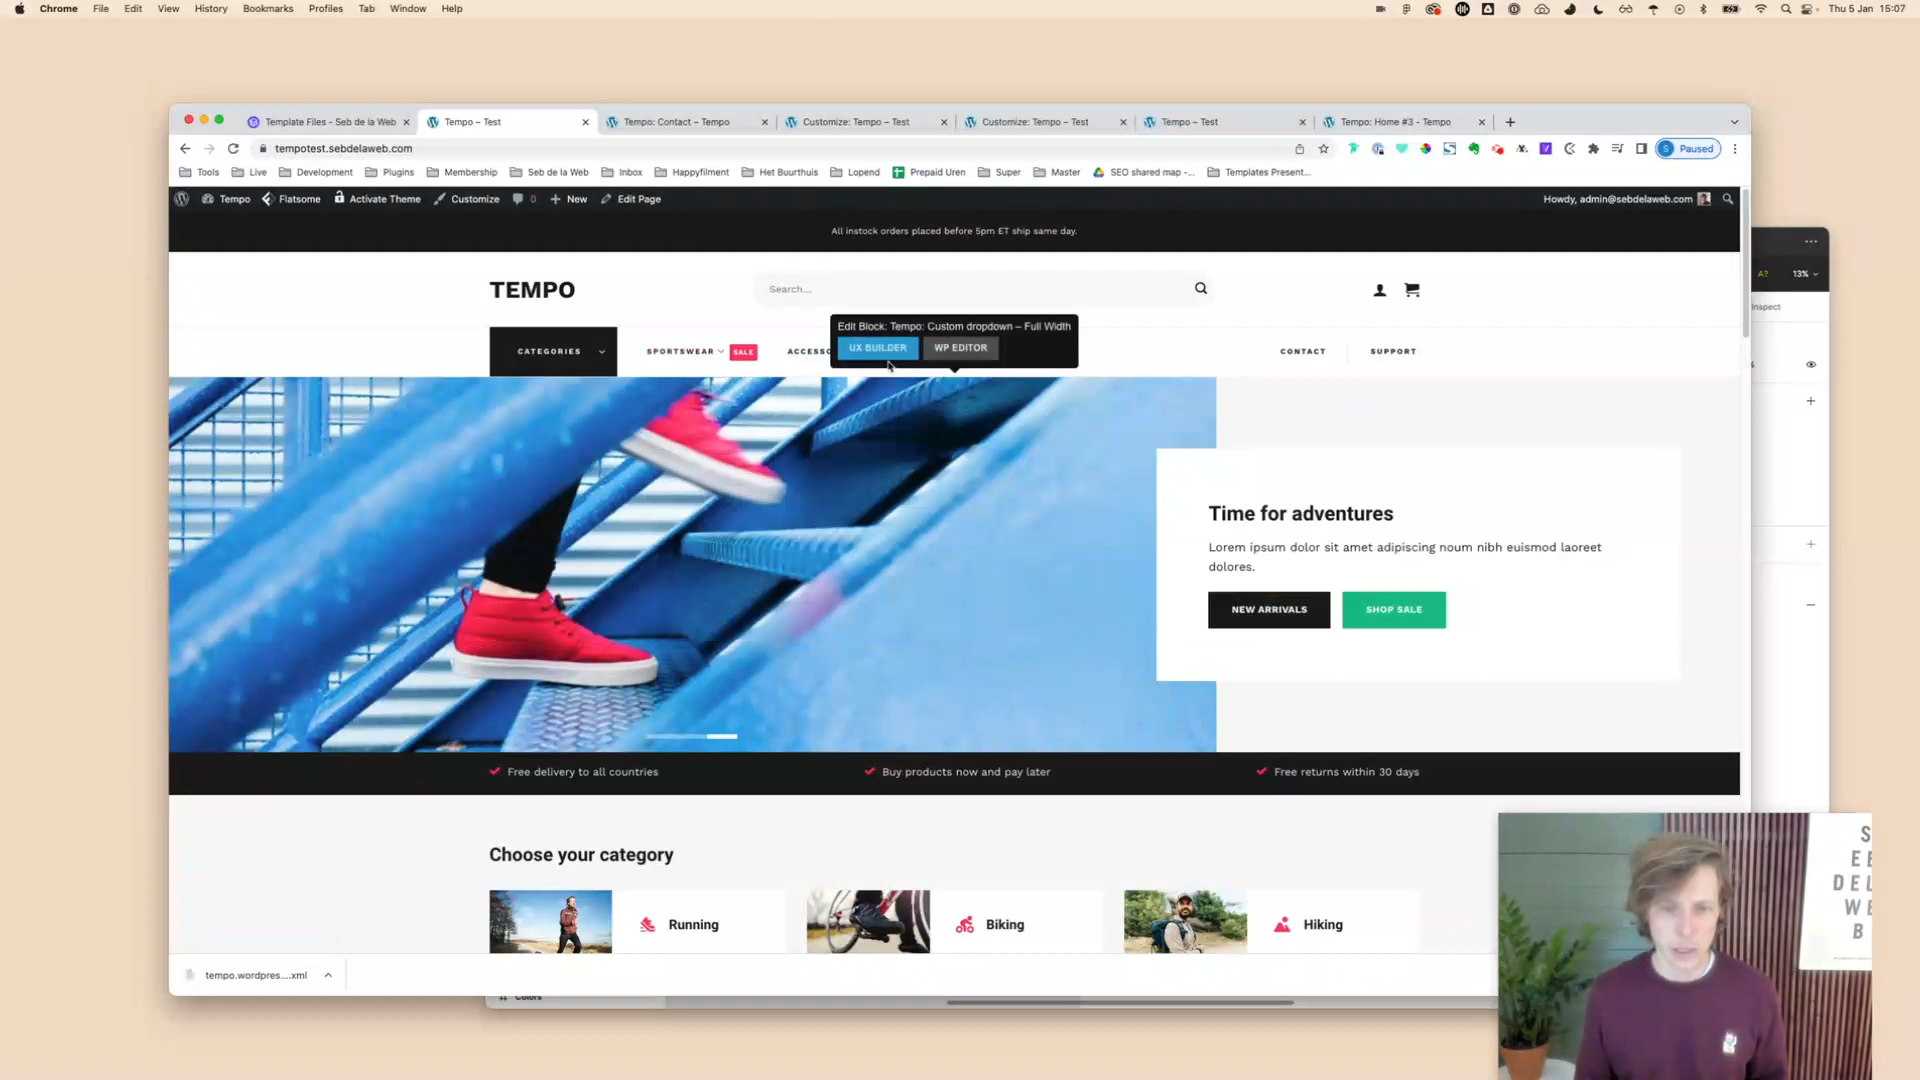 Chrome File Edit View History Bookmarks Profiles Tab Window Help Thu 5 Jan 15:07
Template Files - Seb de la Web Tempo – Test Tempo: Contact – Tempo Customize: Tempo – Test Customize: Tempo – Test Tempo – Test Tempo: Home #3 - Tempo
tempotest.sebdelaweb.com S Paused
Tools Live Development Plugins Membership Seb de la Web Inbox Happyfilment Het Buurthuis Lopend Prepaid Uren Super Master SEO shared map -... Templates Present...
Tempo Flatsome Activate Theme Customize 0 New Edit Page Howdy, admin@sebdelaweb.com
All instock orders placed before 5pm ET ship same day.
A? 13%
TEMPO Search...
Inspect
Edit Block: Tempo: Custom dropdown – Full Width
UX BUILDER WP EDITOR
CATEGORIES SPORTSWEAR SALE ACCESSO CONTACT SUPPORT
Time for adventures
Lorem ipsum dolor sit amet adipiscing noum nibh euismod laoreet
dolores.
NEW ARRIVALS SHOP SALE
Free delivery to all countries Buy products now and pay later Free returns within 30 days
Choose your category
Running Biking Hiking
tempo.wordpres....xml
Colors
S
EE
DEL
WE
B